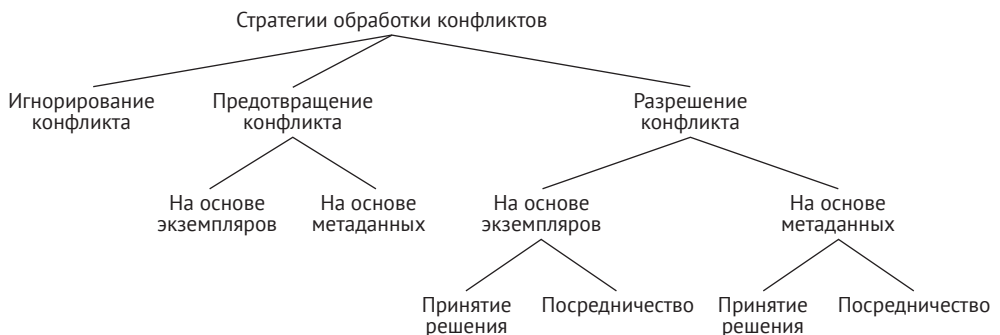 Стратегии обработки конфликтов
Игнорирование
конфликта
Предотвращение
конфликта
Разрешение
конфликта
На основе
экземпляров
На основе
метаданных
На основе
экземпляров
На основе
метаданных
Принятие
решения
Посредничество
Принятие
решения
Посредничество